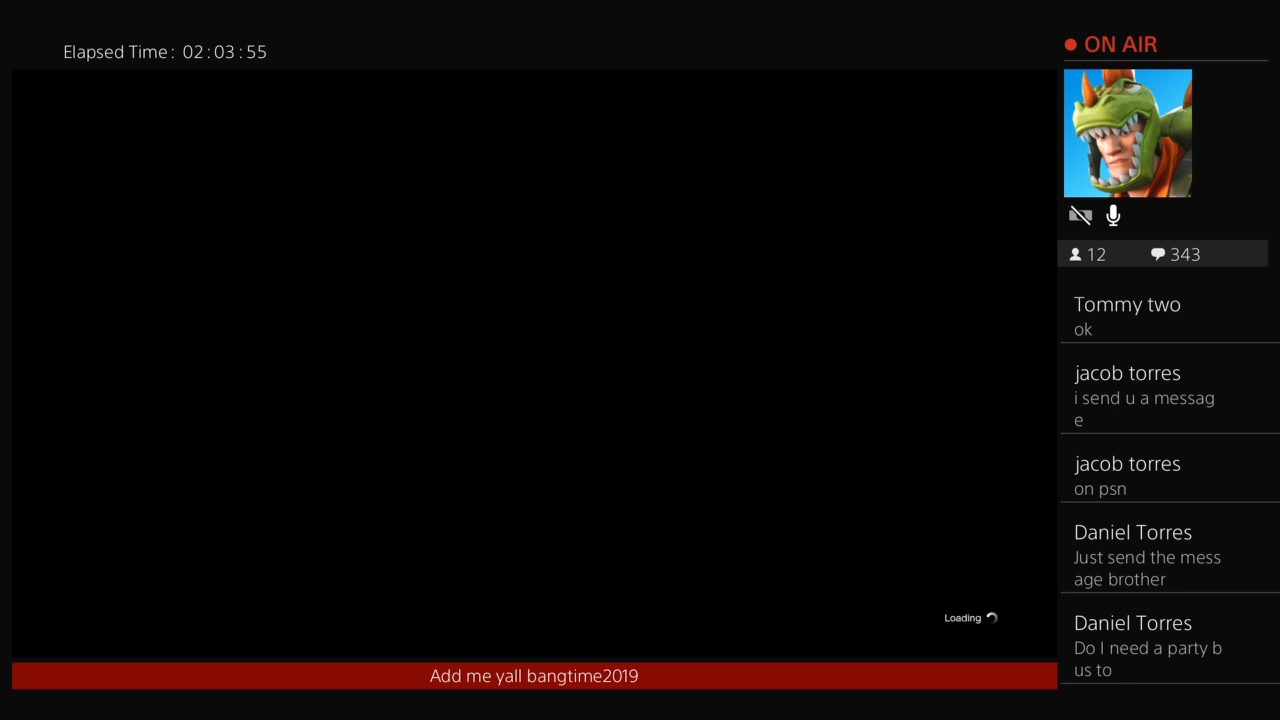 Elapsed Time: 02:03:55
ON AIR
12 343
Tommy two
ok
jacob torres
i send u a messag
e
jacob torres
on psn
Daniel Torres
Just send the mess
age brother
Daniel Torres
Do I need a party b
us to
Loading
Add me yall bangtime2019